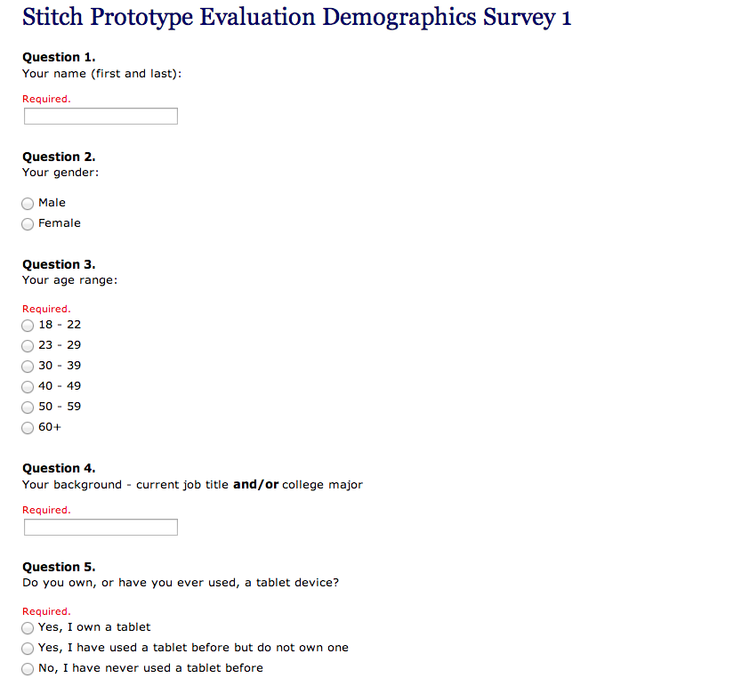 Stitch Prototype Evaluation Demographics Survey 1
Question 1.
Your name (first and last):
Required.
Question 2.
Your gender:
Male
Female
Question 3.
Your age range:
Required.
18 - 22
23 - 29
30 - 39
40 - 49
50 - 59
60+
Question 4.
Your background - current job title and/or college major
Required.
Question 5.
Do you own, or have you ever used, a tablet device?
Required.
Yes, I own a tablet
Yes, I have used a tablet before but do not own one
No, I have never used a tablet before